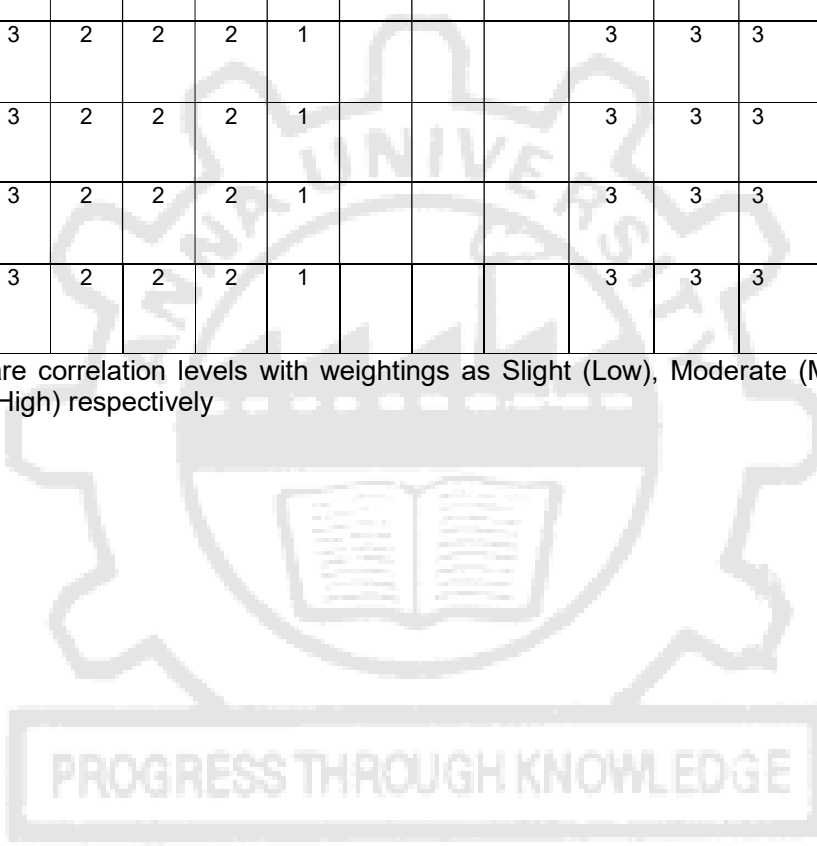 3 2 2 2 1 3 3 3
3 2 2 2 1 3 3 3
3 2 2 2 1 3 3 3
3 2 2 2 1 3 3 3
are correlation levels with weightings as Slight (Low), Moderate (M
High) respectively
ANNA UNIVERSITY
PROGRESS THROUGH KNOWLEDGE